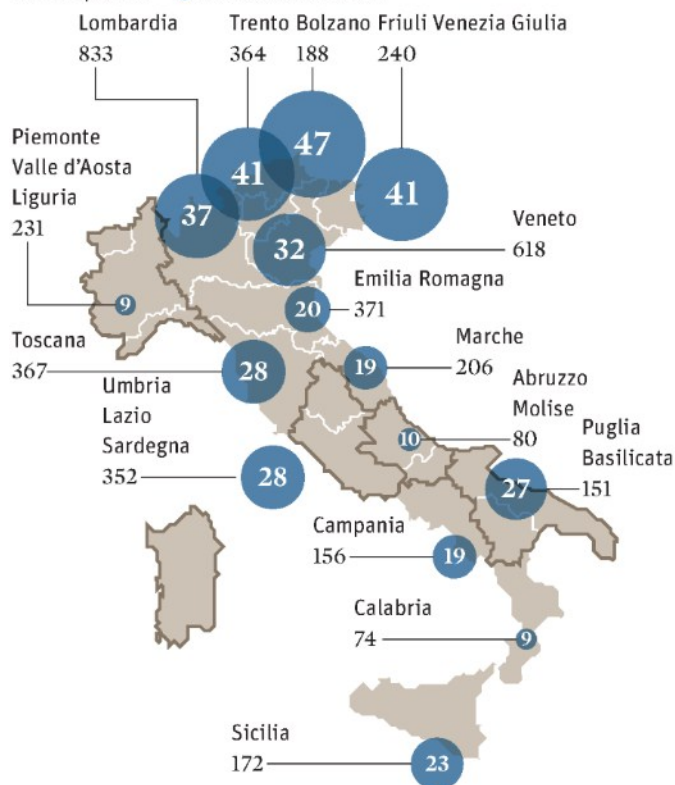 Lombardia
833
Trento Bolzano Friuli Venezia Giulia
364 188 240
Piemonte
Valle d'Aosta
Liguria
231
47
41
41
37
Veneto
618
32
Emilia Romagna
371
20
9
Toscana
367
28
Marche
206
19
Umbria
Lazio
Sardegna
352
28
Abruzzo
Molise
80
10
Puglia
Basilicata
151
27
Campania
156
19
Calabria
74
9
Sicilia
172
23